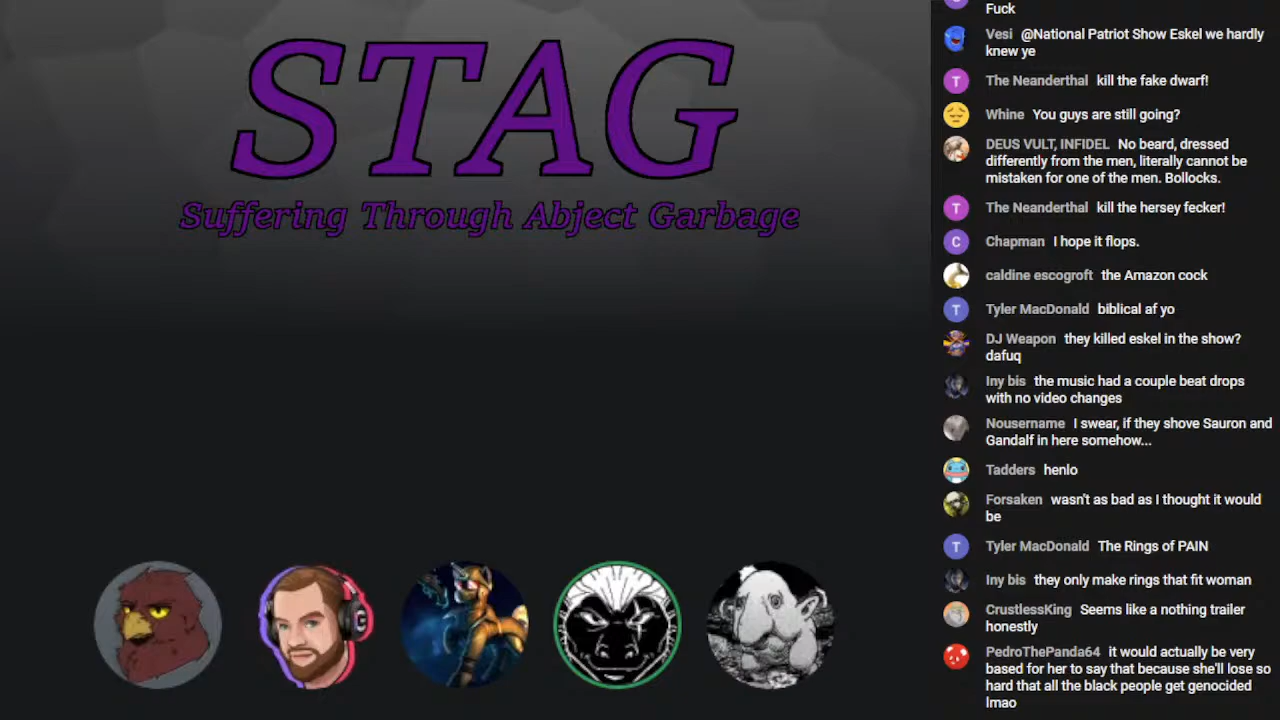 STAG
Suffering Through Abject Garbage
Fuck
Vesi @National Patriot Show Eskel we hardly
knew ye
T The Neanderthal kill the fake dwarf!
Whine You guys are still going?
DEUS VULT, INFIDEL No beard, dressed
differently from the men, literally cannot be
mistaken for one of the men. Bollocks.
T The Neanderthal kill the hersey fecker!
C Chapman I hope it flops.
caldine escogroft the Amazon cock
T Tyler MacDonald biblical af yo
DJ Weapon they killed eskel in the show?
dafuq
Iny bis the music had a couple beat drops
with no video changes
Nousername I swear, if they shove Sauron and
Gandalf in here somehow...
Tadders henlo
Forsaken wasn't as bad as I thought it would
be
T Tyler MacDonald The Rings of PAIN
Iny bis they only make rings that fit woman
CrustlessKing Seems like a nothing trailer
honestly
PedroThePanda64 it would actually be very
based for her to say that because she'll lose so
hard that all the black people get genocided
lmao